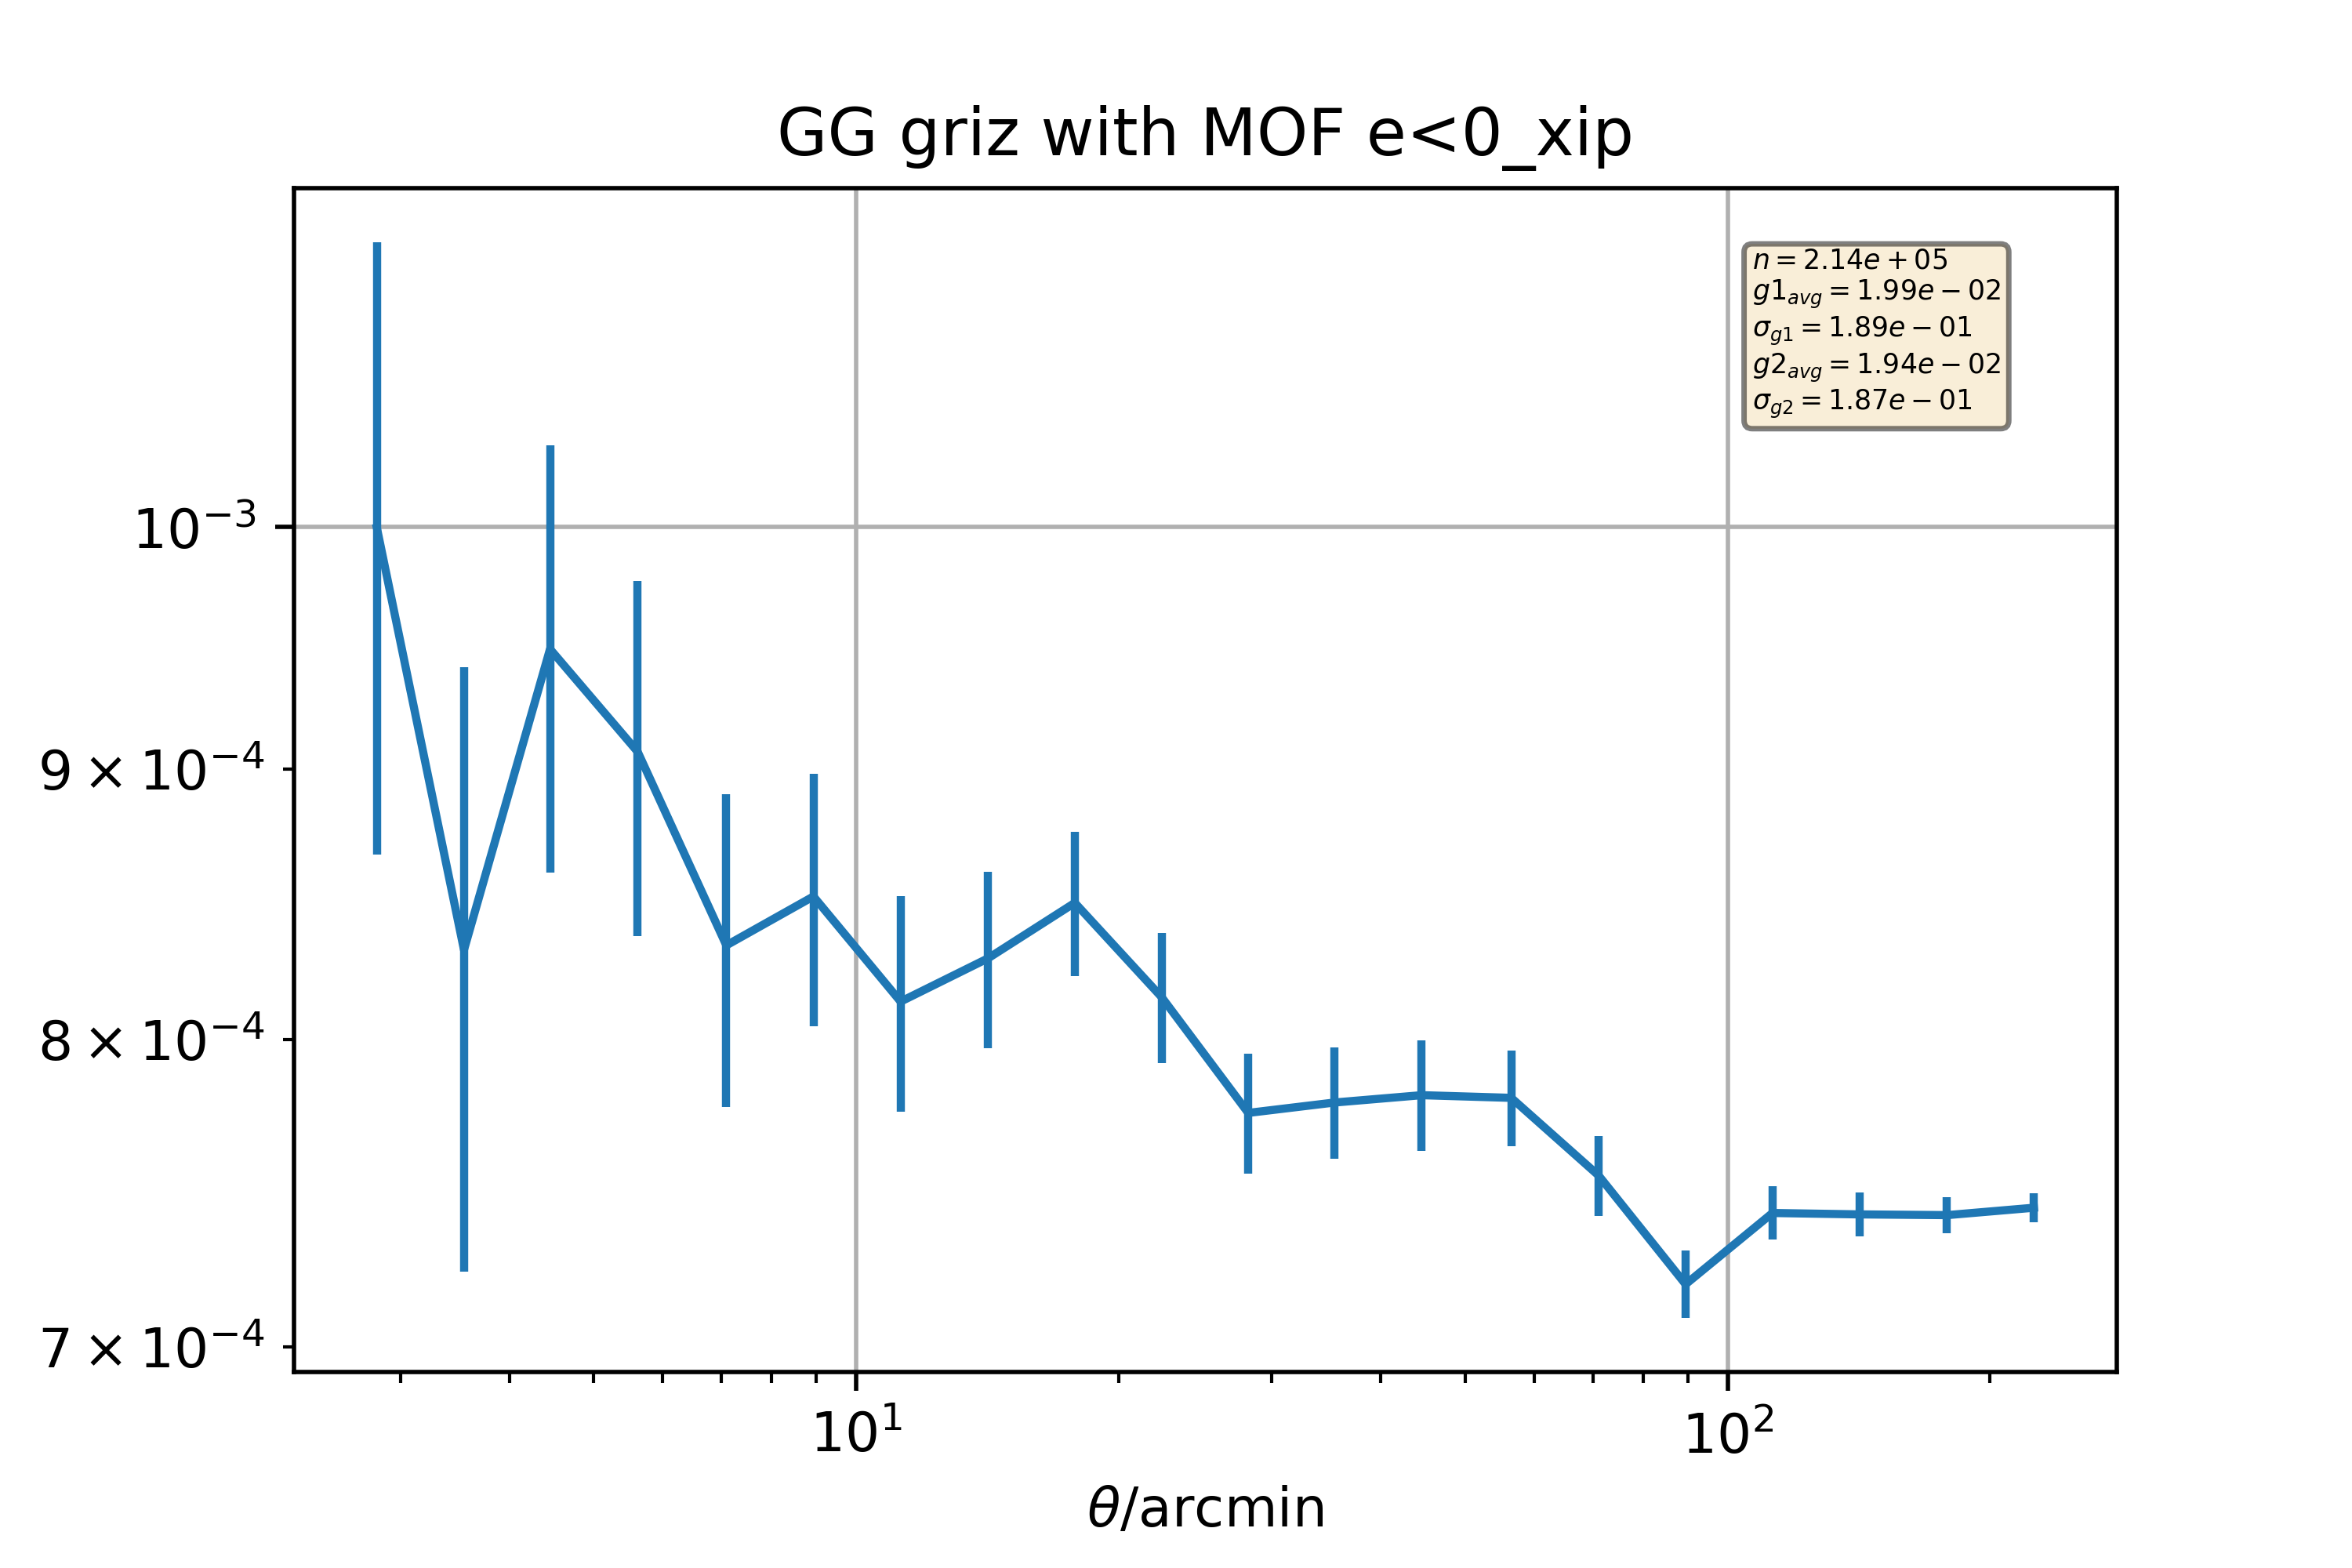 GG griz with MOF e<0_xip
n = 2.14e + 05
g1avg = 1.99e − 02
σg1 = 1.89e − 01
g2avg = 1.94e − 02
σg2 = 1.87e − 01
10−3
9 × 10−4
8 × 10−4
7 × 10−4
101
102
θ/arcmin